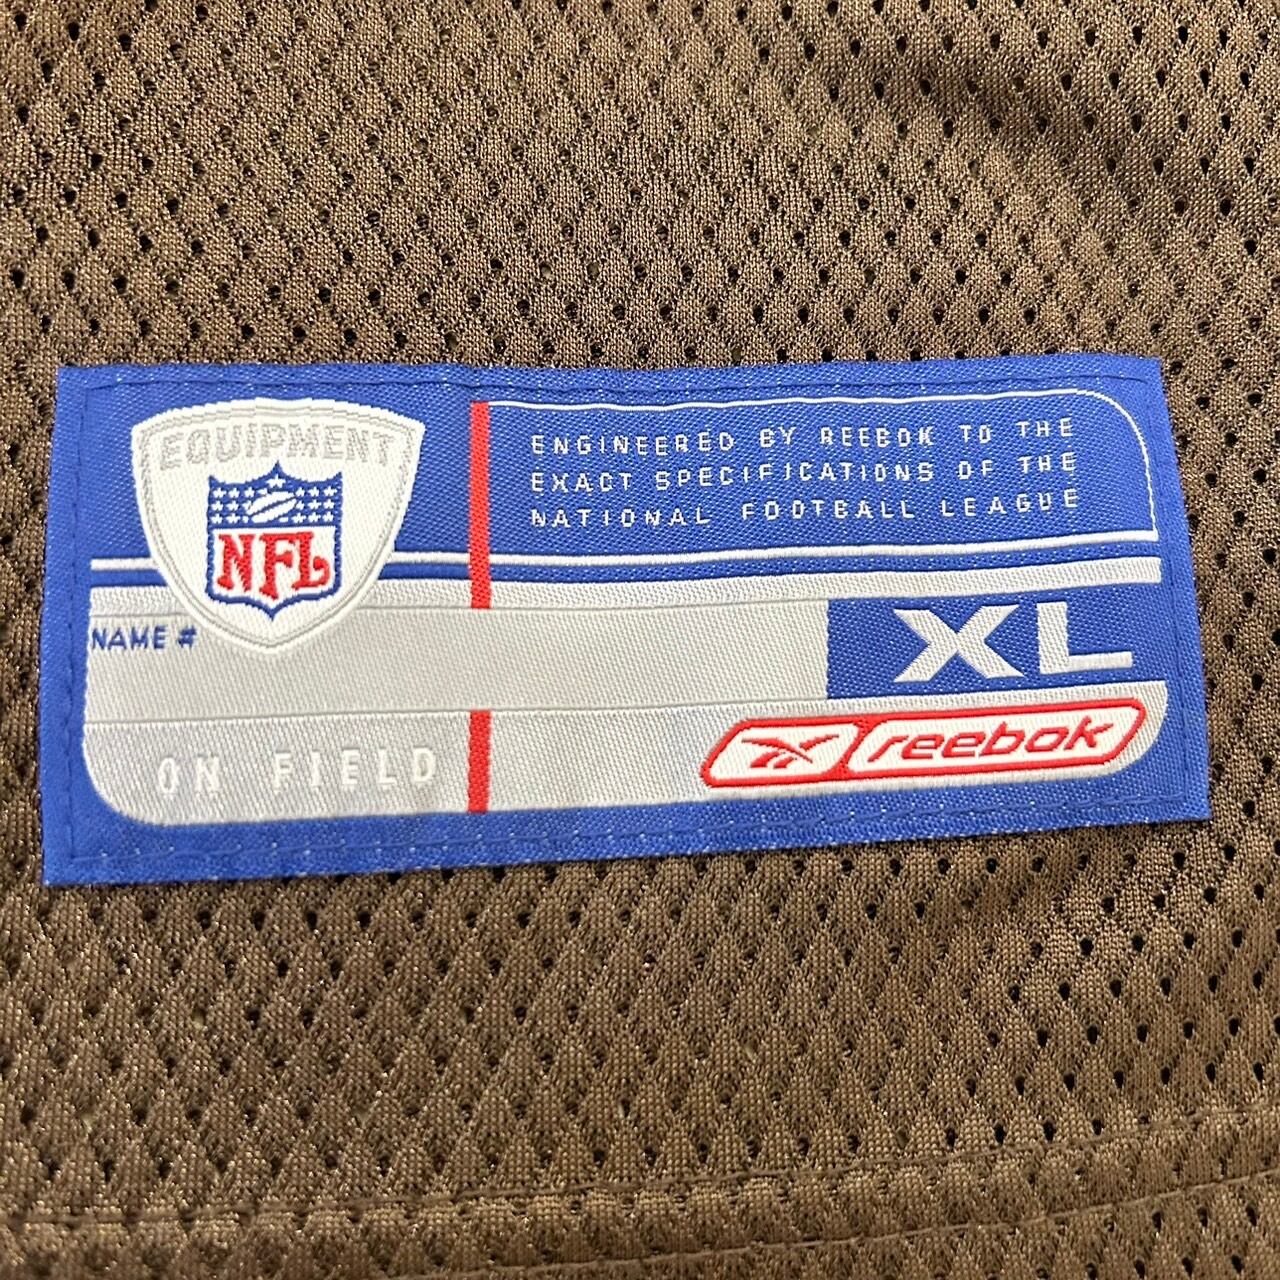 EQUIPMENT
NFL
ENGINEERED BY REEBOK TO THE
EXACT SPECIFICATIONS OF THE
NATIONAL FOOTBALL LEAGUE
NAME #
XL
ON FIELD
reebok